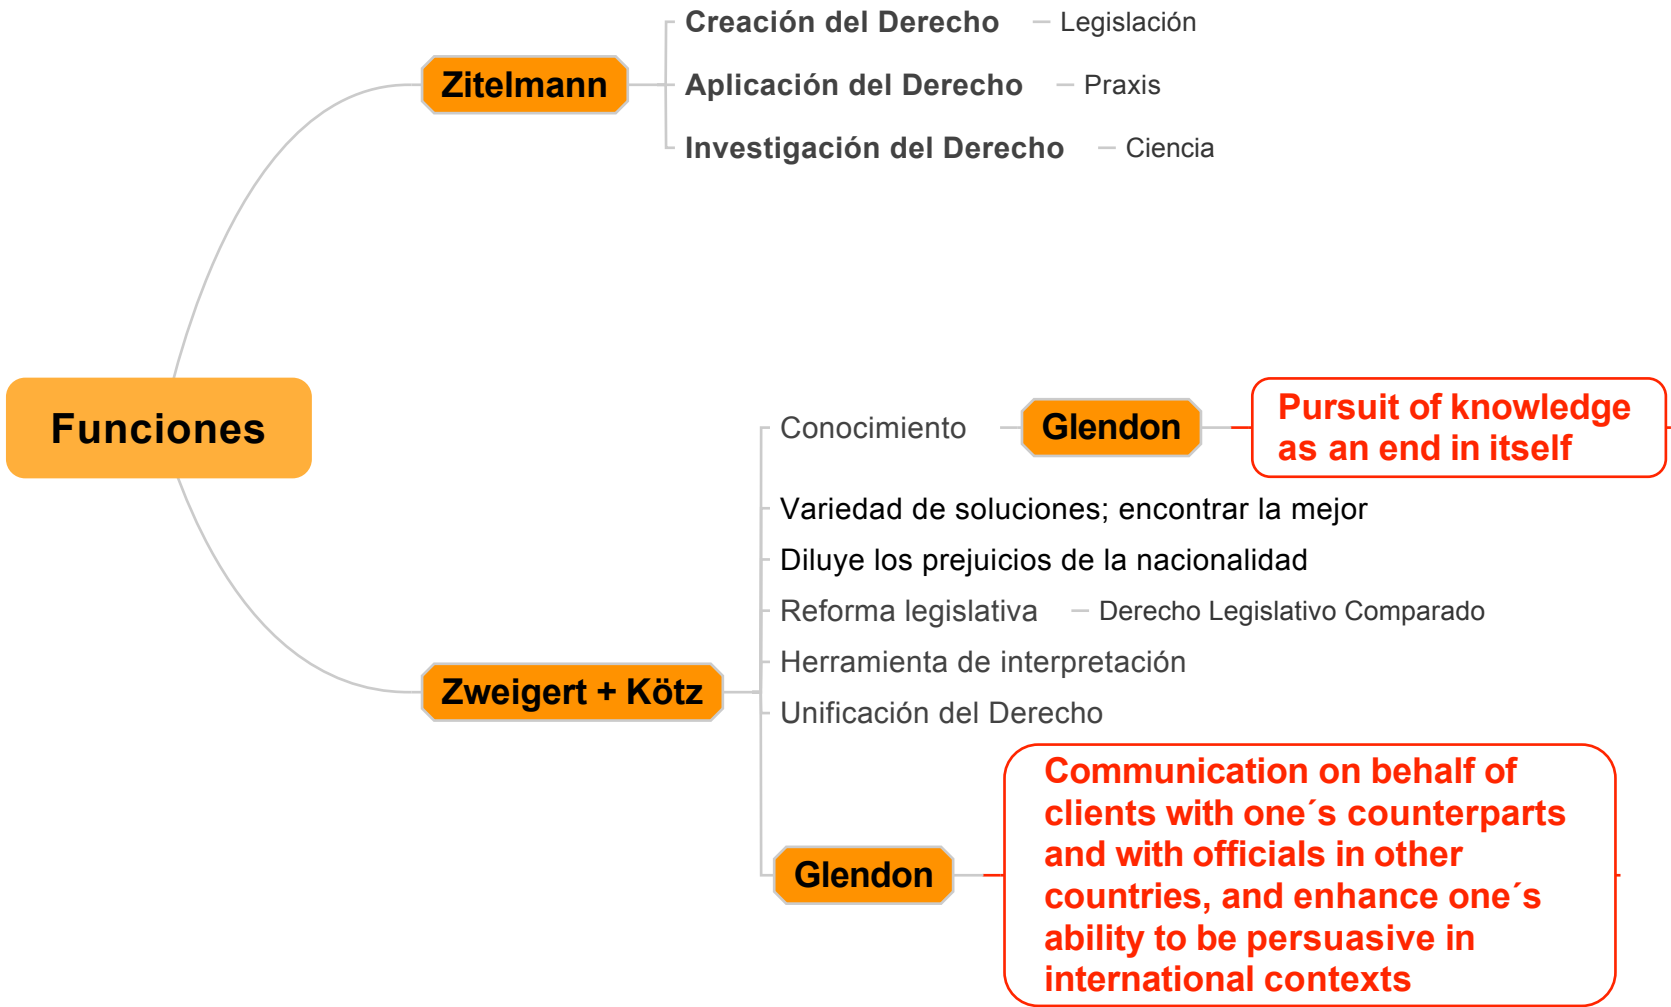 Creación del Derecho
Legislación
Zitelmann
Aplicación del Derecho
Praxis
Investigación del Derecho
Ciencia
Funciones
Conocimiento
Glendon
Pursuit of knowledge
as an end in itself
Variedad de soluciones; encontrar la mejor
Diluye los prejuicios de la nacionalidad
Reforma legislativa
Derecho Legislativo Comparado
Herramienta de interpretación
Zweigert + Kötz
Unificación del Derecho
Glendon
Communication on behalf of
clients with one´s counterparts
and with officials in other
countries, and enhance one´s
ability to be persuasive in
international contexts